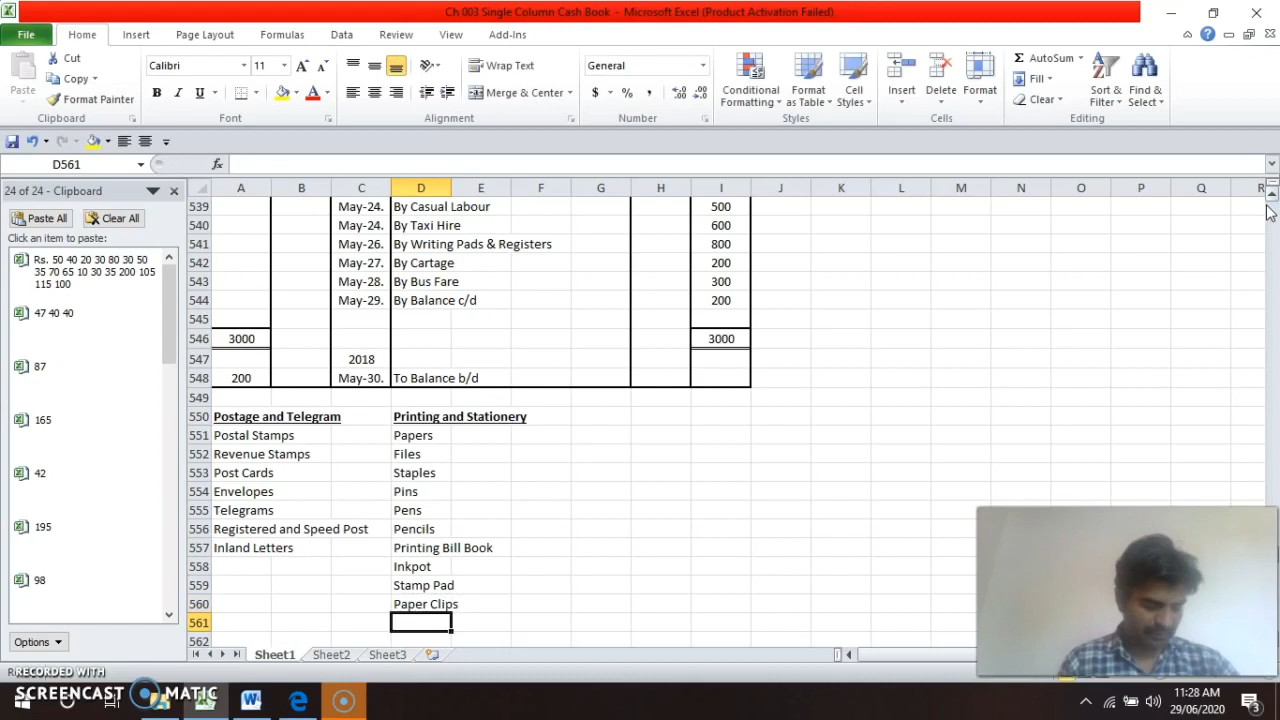 Ch 003 Single Column Cash Book - Microsoft Excel (Product Activation Failed)
File Home Insert Page Layout Formulas Data Review View Add-Ins
Paste
Cut
Copy
Format Painter
Clipboard
Calibri 11
B I U
Font
Wrap Text
Merge & Center
Alignment
General
$ % ,
Number
Conditional Formatting
Format as Table
Cell Styles
Styles
Insert Delete Format
Cells
AutoSum
Fill
Clear
Sort & Filter
Find & Select
Editing
D561 fx
24 of 24 - Clipboard
Paste All Clear All
Click an item to paste:
Rs. 50 40 20 30 80 30 50
35 70 65 10 30 35 200 105
115 100
47 40 40
87
165
42
195
98
Options
A B C D E F G H I J K L M N O P Q R
539 May-24. By Casual Labour 500
540 May-24. By Taxi Hire 600
541 May-26. By Writing Pads & Registers 800
542 May-27. By Cartage 200
543 May-28. By Bus Fare 300
544 May-29. By Balance c/d 200
545
546 3000 3000
547 2018
548 200 May-30. To Balance b/d
549
550 Postage and Telegram Printing and Stationery
551 Postal Stamps Papers
552 Revenue Stamps Files
553 Post Cards Staples
554 Envelopes Pins
555 Telegrams Pens
556 Registered and Speed Post Pencils
557 Inland Letters Printing Bill Book
558 Inkpot
559 Stamp Pad
560 Paper Clips
561
562
Sheet1 Sheet2 Sheet3
RECORDED WITH
SCREENCAST MATIC
11:28 AM
29/06/2020
3